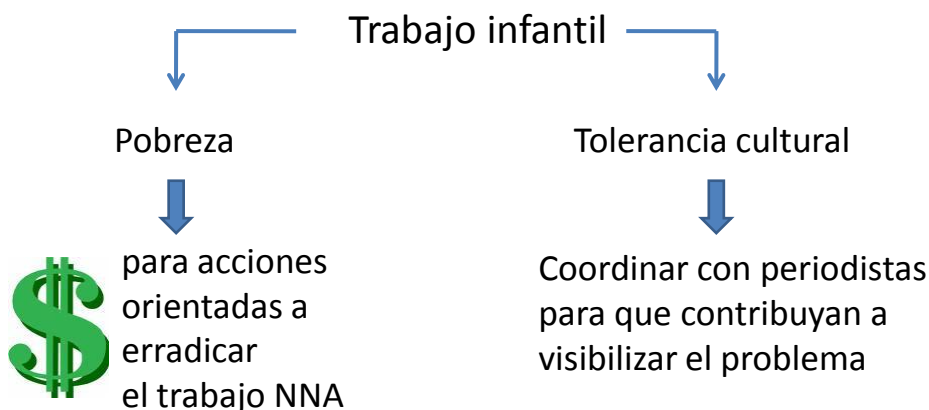 Trabajo infantil
Pobreza
Tolerancia cultural
$ para acciones
orientadas a
erradicar
el trabajo NNA
Coordinar con periodistas
para que contribuyan a
visibilizar el problema